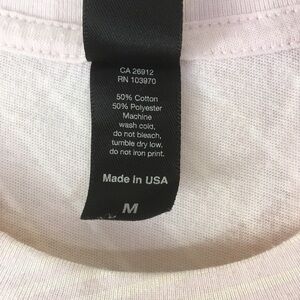 CA 26912
RN 103970
50% Cotton
50% Polyester
Machine
wash cold,
do not bleach,
tumble dry low.
do not iron print.
Made in USA
M